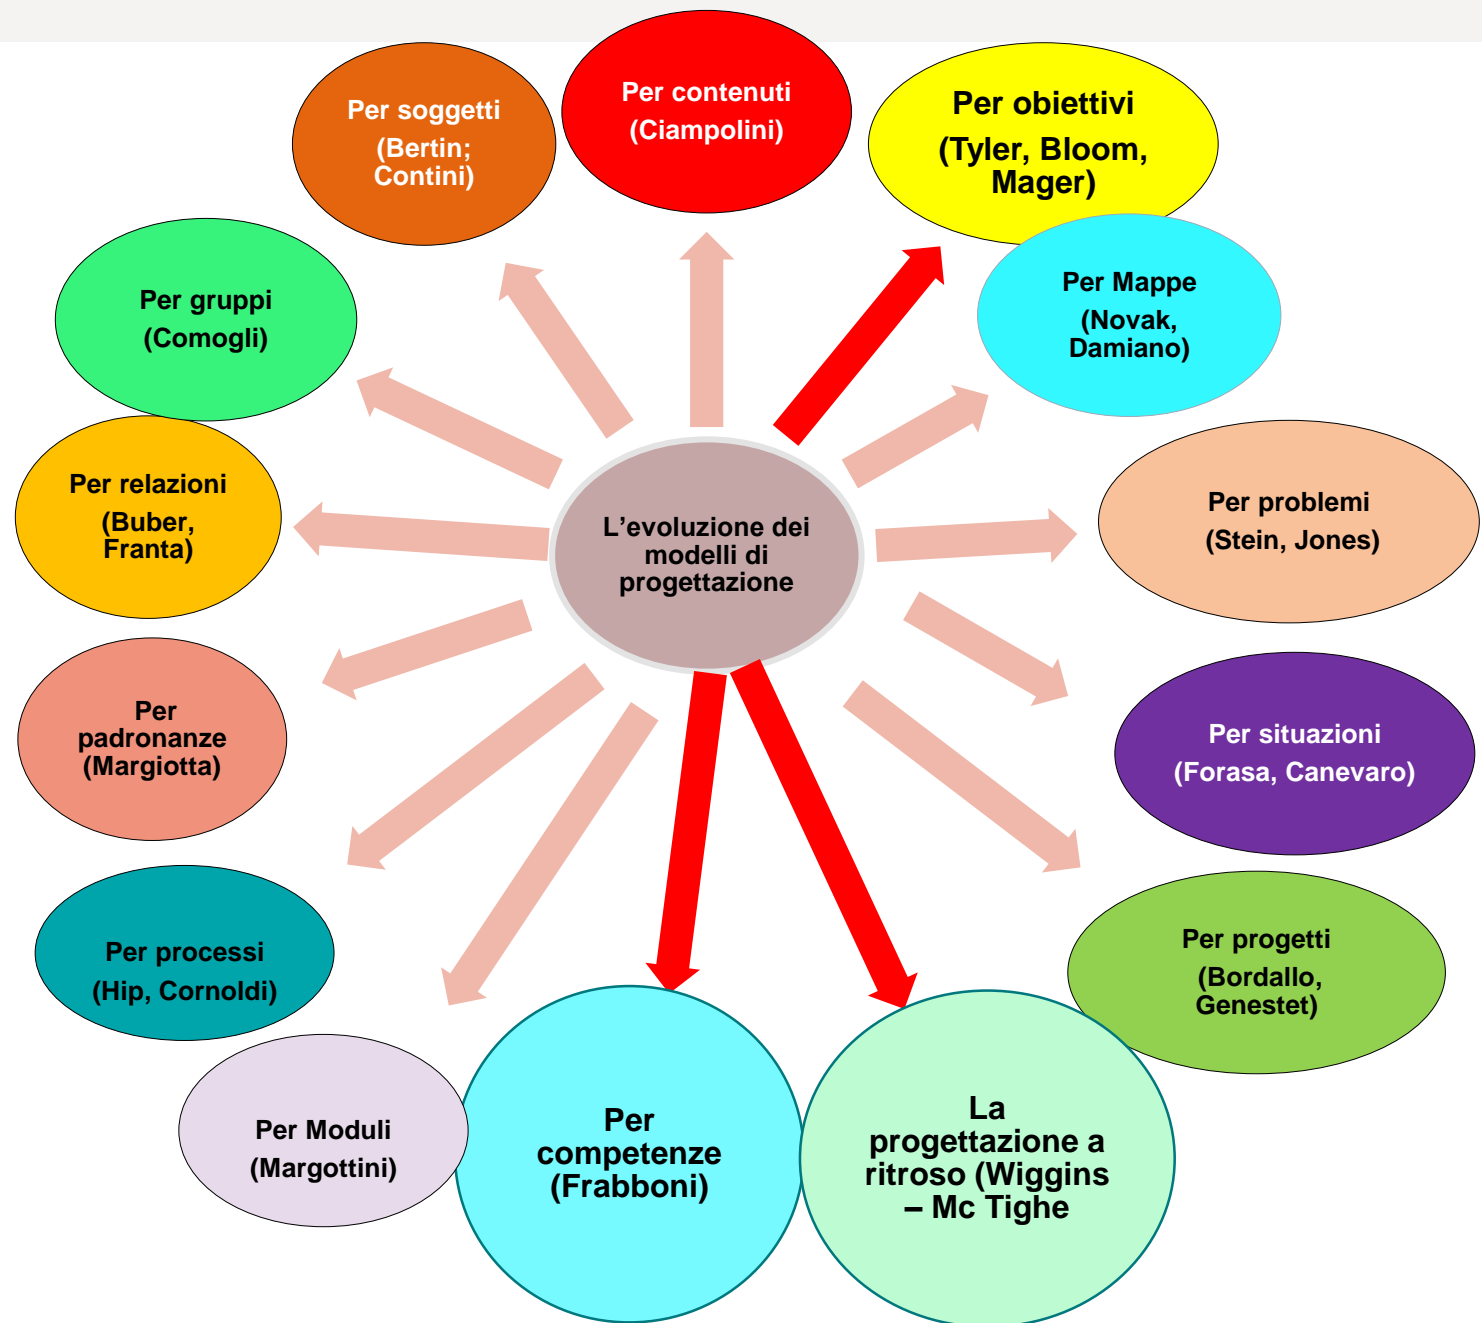 Per contenuti
(Ciampolini)
Per obiettivi
(Tyler, Bloom,
Mager)
Per Mappe
(Novak,
Damiano)
Per problemi
(Stein, Jones)
Per situazioni
(Forasa, Canevaro)
Per progetti
(Bordallo,
Genestet)
La
progettazione a
ritroso (Wiggins
– Mc Tighe
Per
competenze
(Frabboni)
Per Moduli
(Margottini)
Per processi
(Hip, Cornoldi)
Per
padronanze
(Margiotta)
Per relazioni
(Buber,
Franta)
Per gruppi
(Comogli)
Per soggetti
(Bertin;
Contini)
L’evoluzione dei
modelli di
progettazione